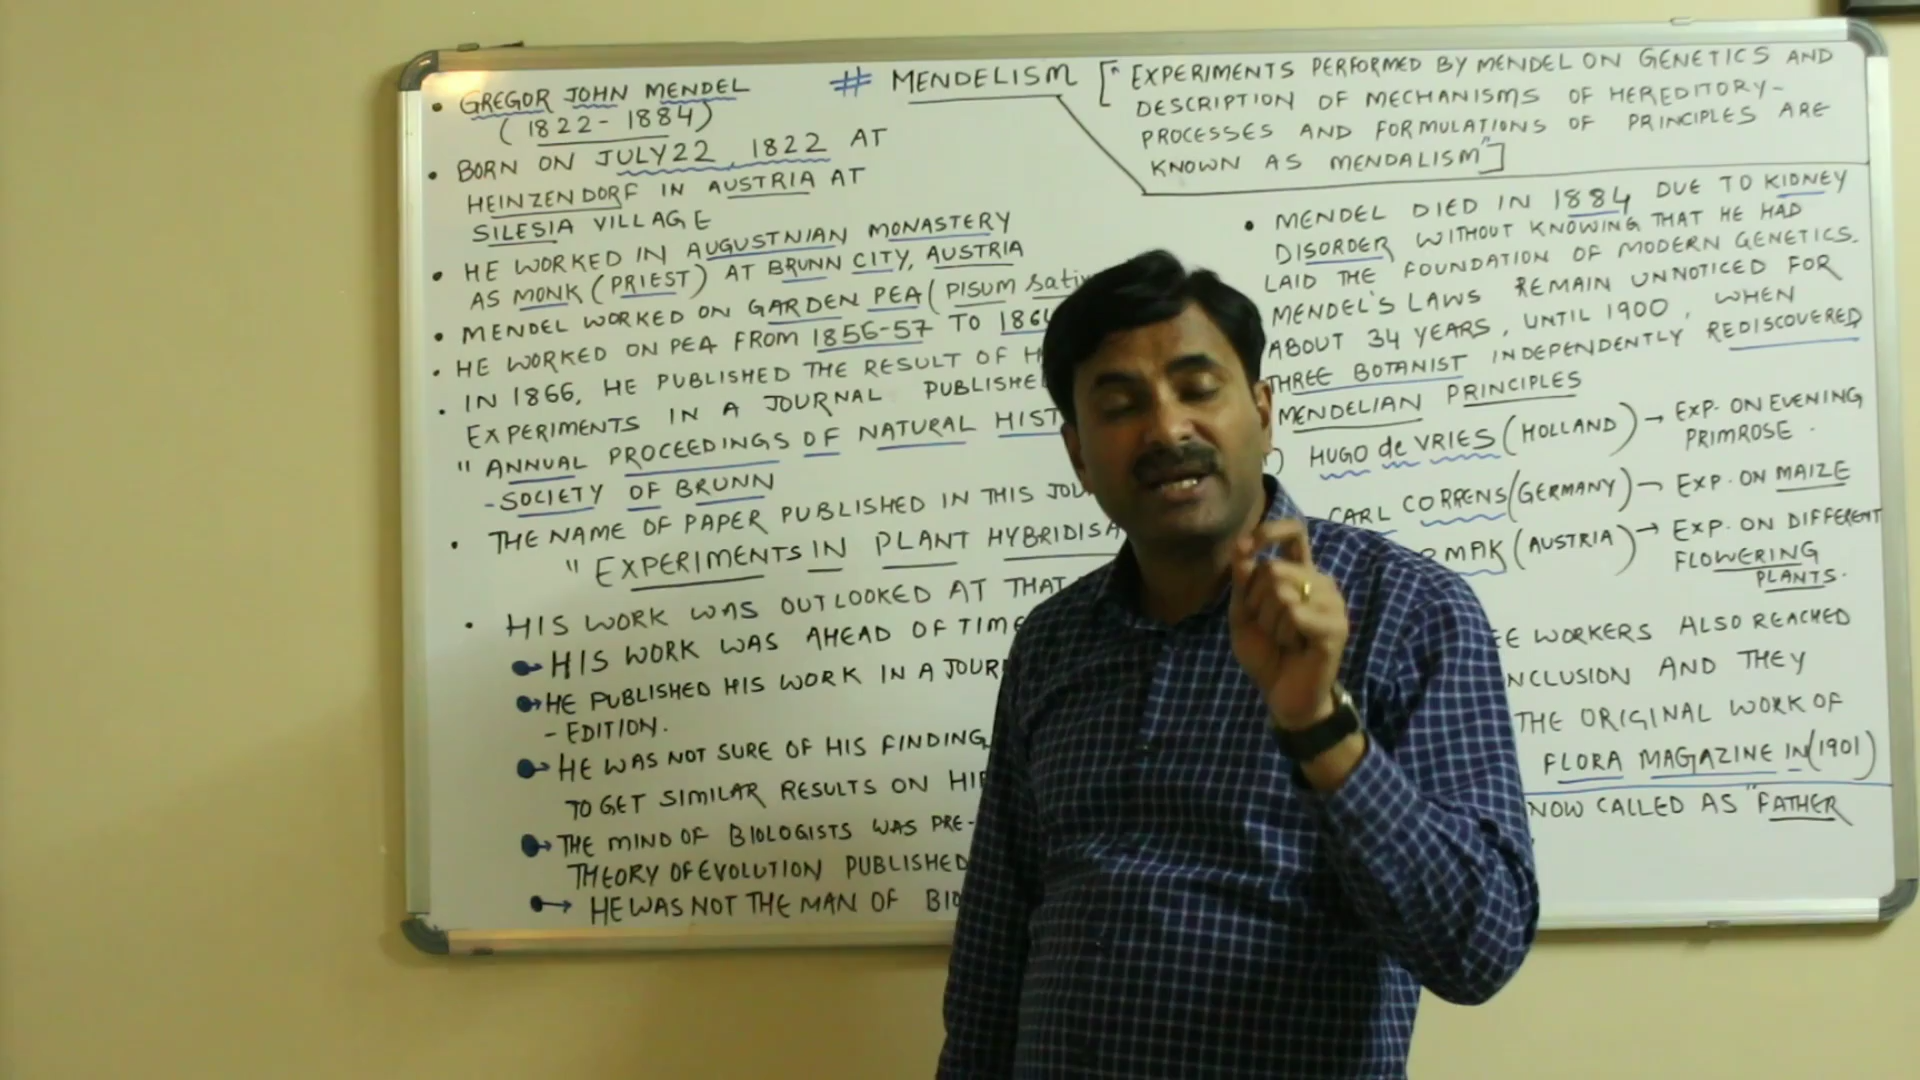 # MENDELISM ["EXPERIMENTS PERFORMED BY MENDEL ON GENETICS AND
DESCRIPTION OF MECHANISMS OF HEREDITORY-
PROCESSES AND FORMULATIONS OF PRINCIPLES ARE
KNOWN AS MENDALISM"]
• GREGOR JOHN MENDEL
(1822-1884)
• BORN ON JULY 22, 1822 AT
HEINZENDORF IN AUSTRIA AT
SILESIA VILLAGE
• HE WORKED IN AUGUSTNIAN MONASTERY
AS MONK (PRIEST) AT BRUNN CITY, AUSTRIA
• MENDEL WORKED ON GARDEN PEA (PISUM
• HE WORKED ON PEA FROM 1856-57 TO
• IN 1866, HE PUBLISHED THE RESULT OF
EXPERIMENTS IN A JOURNAL
"ANNUAL PROCEEDINGS OF NATURAL
-SOCIETY OF BRUNN
• THE NAME OF PAPER PUBLISHED IN THIS
"EXPERIMENTS IN PLANT
• HIS WORK WAS OUTLOOKED AT THAT
HIS WORK WAS AHEAD OF TIME
HE PUBLISHED HIS WORK IN A
-EDITION.
HE WAS NOT SURE OF HIS FINDING
TO GET SIMILAR RESULTS ON
THE MIND OF BIOLOGISTS WAS PRE-
THEORY OF EVOLUTION PUBLISHED
HE WAS NOT THE MAN OF
• MENDEL DIED IN 1884 DUE TO KIDNEY
DISORDER WITHOUT KNOWING THAT HE HAD
LAID THE FOUNDATION OF MODERN GENETICS.
MENDEL'S LAWS REMAIN UNNOTICED FOR
ABOUT 34 YEARS, UNTIL 1900, WHEN
THREE BOTANIST INDEPENDENTLY REDISCOVERED
MENDELIAN PRINCIPLES
HUGO de VRIES (HOLLAND) → EXP. ON EVENING
PRIMROSE.
CARL CORRENS (GERMANY) → EXP. ON MAIZE
(AUSTRIA) → EXP. ON DIFFERENT
FLOWERING
PLANTS.
WORKERS ALSO REACHED
AND THEY
THE ORIGINAL WORK OF
FLORA MAGAZINE IN (1901)
NOW CALLED AS "FATHER